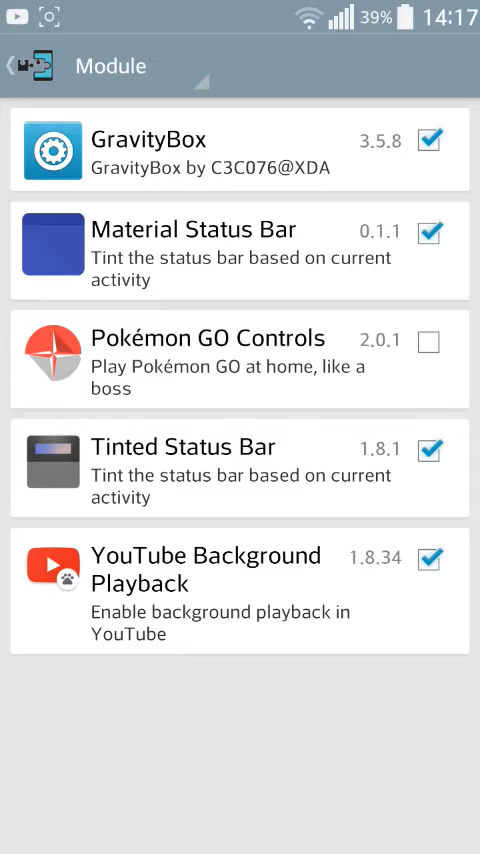 39% 14:17
Module
GravityBox 3.5.8
GravityBox by C3C076@XDA
Material Status Bar 0.1.1
Tint the status bar based on current
activity
Pokémon GO Controls 2.0.1
Play Pokémon GO at home, like a
boss
Tinted Status Bar 1.8.1
Tint the status bar based on current
activity
YouTube Background 1.8.34
Playback
Enable background playback in
YouTube